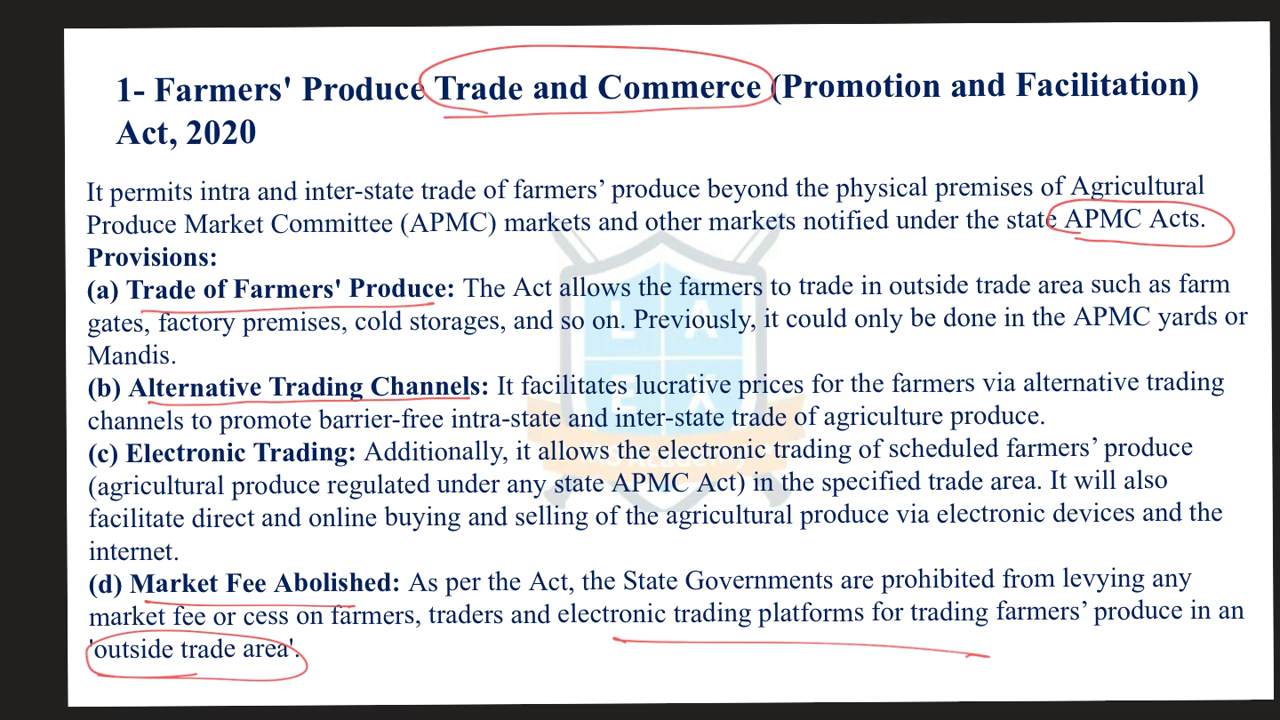 1- Farmers' Produce Trade and Commerce (Promotion and Facilitation)
Act, 2020
It permits intra and inter-state trade of farmers’ produce beyond the physical premises of Agricultural
Produce Market Committee (APMC) markets and other markets notified under the state APMC Acts.
Provisions:
(a) Trade of Farmers' Produce: The Act allows the farmers to trade in outside trade area such as farm
gates, factory premises, cold storages, and so on. Previously, it could only be done in the APMC yards or
Mandis.
(b) Alternative Trading Channels: It facilitates lucrative prices for the farmers via alternative trading
channels to promote barrier-free intra-state and inter-state trade of agriculture produce.
(c) Electronic Trading: Additionally, it allows the electronic trading of scheduled farmers’ produce
(agricultural produce regulated under any state APMC Act) in the specified trade area. It will also
facilitate direct and online buying and selling of the agricultural produce via electronic devices and the
internet.
(d) Market Fee Abolished: As per the Act, the State Governments are prohibited from levying any
market fee or cess on farmers, traders and electronic trading platforms for trading farmers’ produce in an
'outside trade area'.